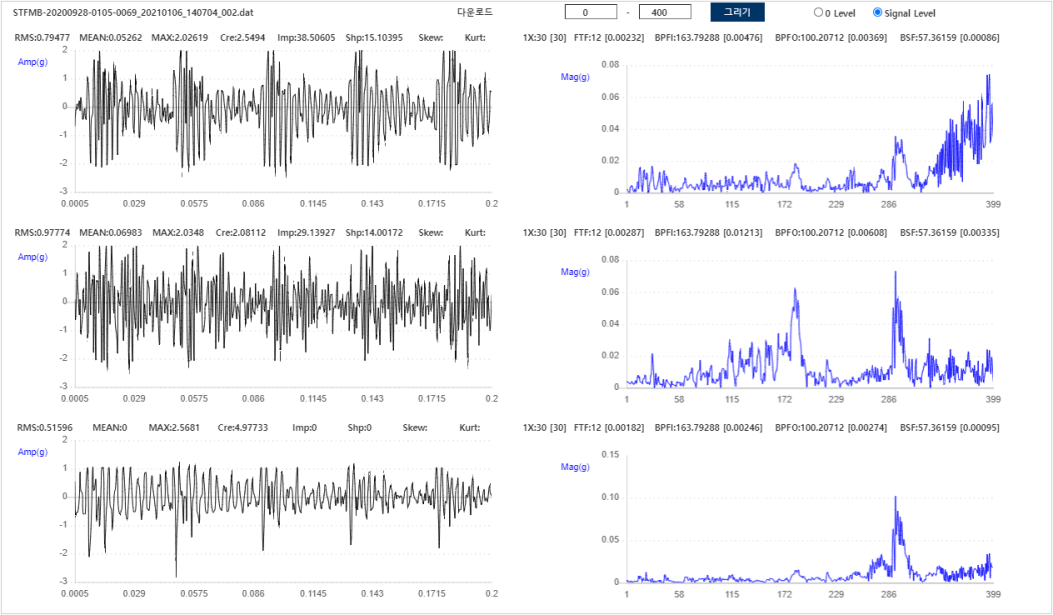 STFMB-20200928-0105-0069_20210106_140704_002.dat 다운로드 0 - 400 그리기 0 Level Signal Level
RMS:0.79477 MEAN:0.05262 MAX:2.02619 Cre:2.5494 Imp:38.50605 Shp:15.10395 Skew: Kurt:
1X:30 [30] FTF:12 [0.00232] BPFI:163.79288 [0.00476] BPFO:100.20712 [0.00369] BSF:57.36159 [0.00086]
Amp(g)
2
1
0
-1
-2
-3
0.0005 0.029 0.0575 0.086 0.1145 0.143 0.1715 0.2
Mag(g)
0.08
0.06
0.04
0.02
0
1 58 115 172 229 286 399
RMS:0.97774 MEAN:0.06983 MAX:2.0348 Cre:2.08112 Imp:29.13927 Shp:14.00172 Skew: Kurt:
1X:30 [30] FTF:12 [0.00287] BPFI:163.79288 [0.01213] BPFO:100.20712 [0.00608] BSF:57.36159 [0.00335]
Amp(g)
2
1
0
-1
-2
-3
0.0005 0.029 0.0575 0.086 0.1145 0.143 0.1715 0.2
Mag(g)
0.08
0.06
0.04
0.02
0
1 58 115 172 229 286 399
RMS:0.51596 MEAN:0 MAX:2.5681 Cre:4.97733 Imp:0 Shp:0 Skew: Kurt:
1X:30 [30] FTF:12 [0.00182] BPFI:163.79288 [0.00246] BPFO:100.20712 [0.00274] BSF:57.36159 [0.00095]
Amp(g)
2
1
0
-1
-2
-3
0.0005 0.029 0.0575 0.086 0.1145 0.143 0.1715 0.2
Mag(g)
0.15
0.10
0.05
0
1 58 115 172 229 286 399